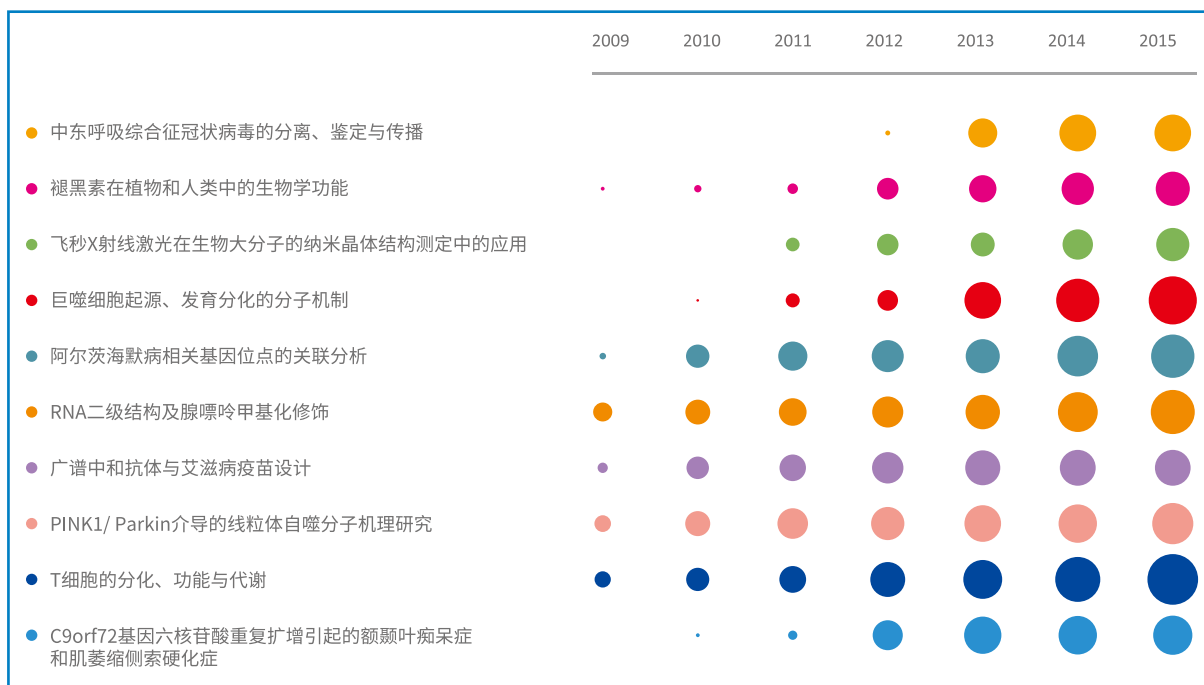 2009 2010 2011 2012 2013 2014 2015
中东呼吸综合征冠状病毒的分离、鉴定与传播
褪黑素在植物和人类中的生物学功能
飞秒X射线激光在生物大分子的纳米晶体结构测定中的应用
巨噬细胞起源、发育分化的分子机制
阿尔茨海默病相关基因位点的关联分析
RNA二级结构及腺嘌呤甲基化修饰
广谱中和抗体与艾滋病疫苗设计
PINK1/ Parkin介导的线粒体自噬分子机理研究
T细胞的分化、功能与代谢
C9orf72基因六核苷酸重复扩增引起的额颞叶痴呆症
和肌萎缩侧索硬化症